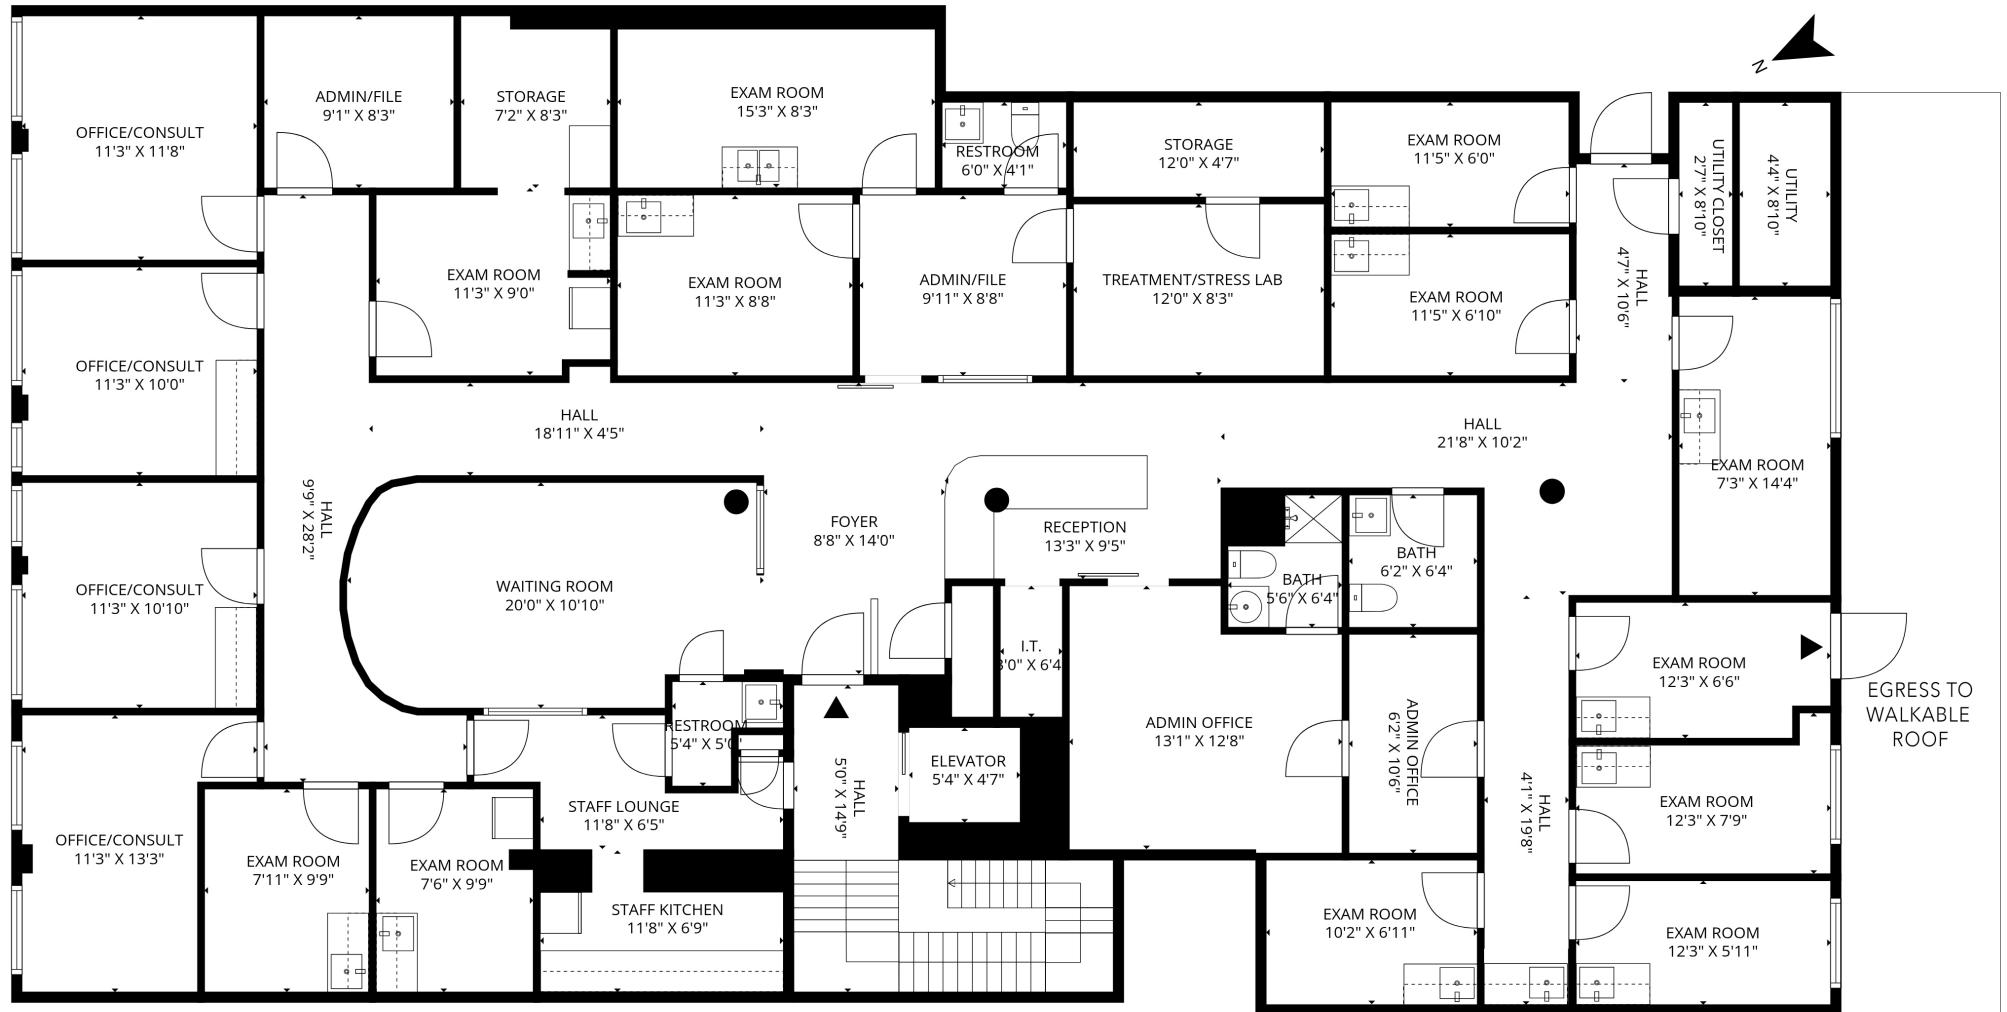 N
OFFICE/CONSULT
11'3" X 11'8"
ADMIN/FILE
9'1" X 8'3"
STORAGE
7'2" X 8'3"
EXAM ROOM
15'3" X 8'3"
RESTROOM
6'0" X 4'1"
STORAGE
12'0" X 4'7"
EXAM ROOM
11'5" X 6'0"
UTILITY CLOSET
2'7" X 8'10"
UTILITY
4'4" X 8'10"
EXAM ROOM
11'3" X 9'0"
EXAM ROOM
11'3" X 8'8"
ADMIN/FILE
9'11" X 8'8"
TREATMENT/STRESS LAB
12'0" X 8'3"
EXAM ROOM
11'5" X 6'10"
HALL
4'7" X 10'6"
OFFICE/CONSULT
11'3" X 10'0"
HALL
18'11" X 4'5"
HALL
21'8" X 10'2"
EXAM ROOM
7'3" X 14'4"
HALL
9'9" X 28'2"
FOYER
8'8" X 14'0"
RECEPTION
13'3" X 9'5"
BATH
6'2" X 6'4"
BATH
5'6" X 6'4"
OFFICE/CONSULT
11'3" X 10'10"
WAITING ROOM
20'0" X 10'10"
I.T.
'0" X 6'4
EXAM ROOM
12'3" X 6'6"
EGRESS TO
WALKABLE
ROOF
RESTROOM
5'4" X 5'0"
ADMIN OFFICE
13'1" X 12'8"
ADMIN OFFICE
6'2" X 10'6"
ELEVATOR
5'4" X 4'7"
HALL
5'0" X 14'9"
HALL
4'1" X 19'8"
EXAM ROOM
12'3" X 7'9"
STAFF LOUNGE
11'8" X 6'5"
OFFICE/CONSULT
11'3" X 13'3"
EXAM ROOM
7'11" X 9'9"
EXAM ROOM
7'6" X 9'9"
STAFF KITCHEN
11'8" X 6'9"
EXAM ROOM
10'2" X 6'11"
EXAM ROOM
12'3" X 5'11"